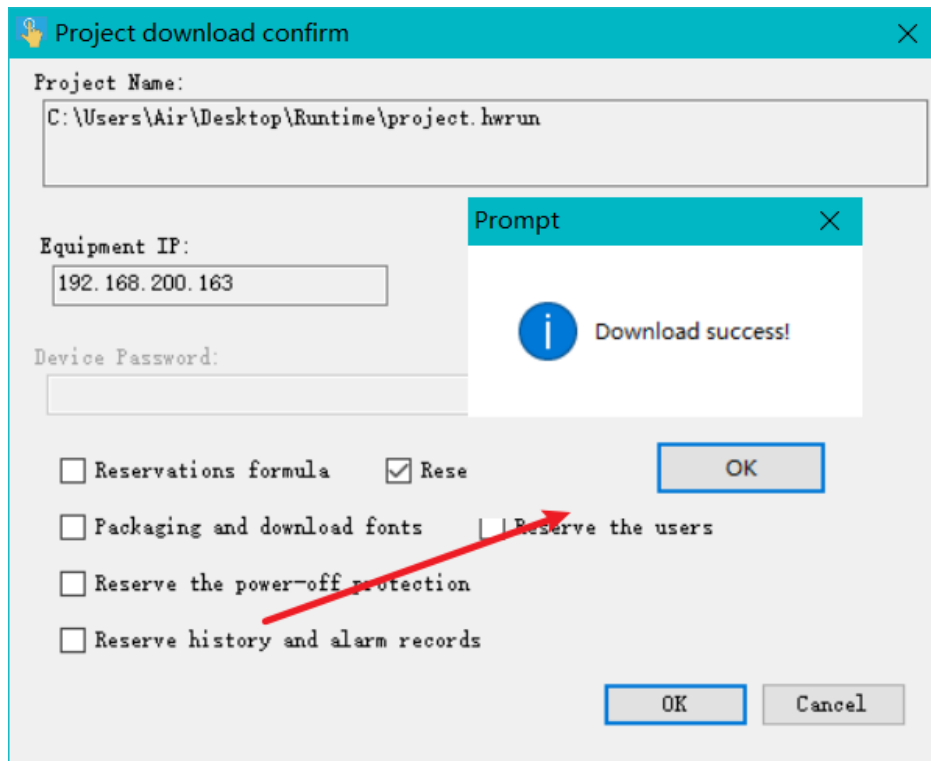 Project download confirm
Project Name:
C:\Users\Air\Desktop\Runtime\project.hwrun
Prompt
Equipment IP:
192.168.200.163
Download success!
Device Password:
Reservations formula
Rese
OK
Packaging and download fonts
Reserve the users
Reserve the power-off protection
Reserve history and alarm records
OK
Cancel